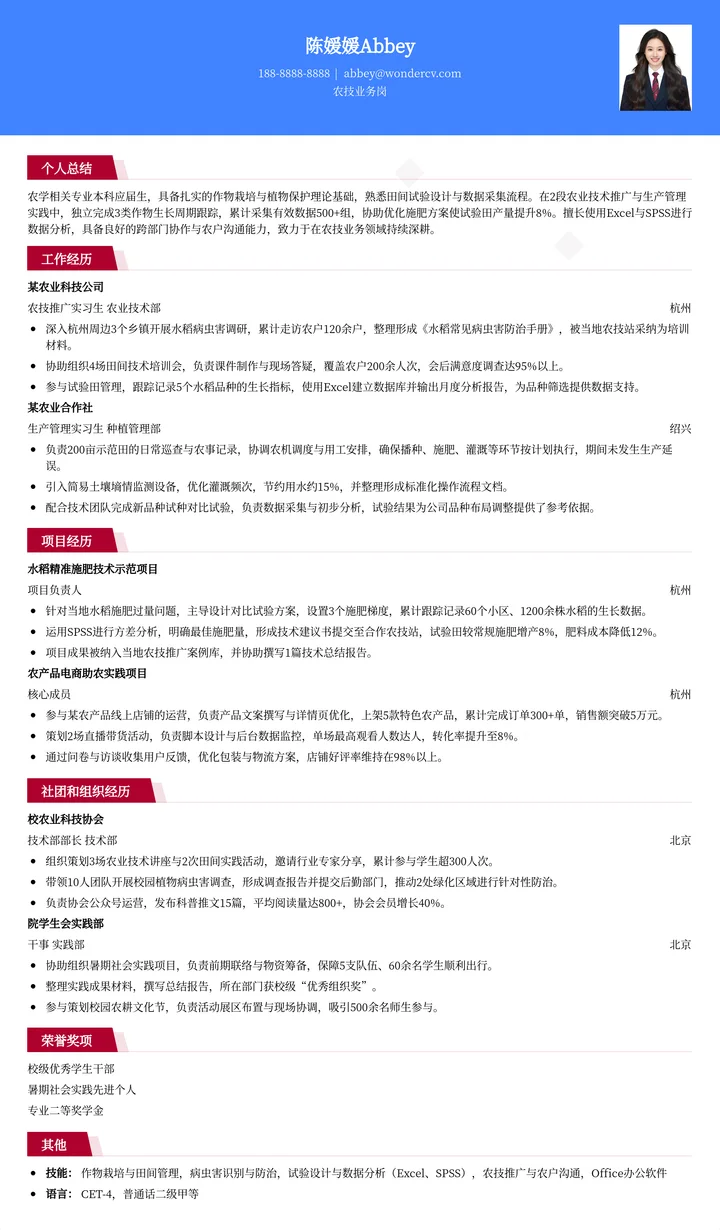 陈媛媛Abbey
188-8888-8888 | abbey@wondercv.com
农技业务岗
个人总结
农学相关专业本科应届生，具备扎实的作物栽培与植物保护理论基础，熟悉田间试验设计与数据采集流程。在2段农业技术推广与生产管理
实践中，独立完成3类作物生长周期跟踪，累计采集有效数据500+组，协助优化施肥方案使试验田产量提升8%。擅长使用Excel与SPSS进行
数据分析，具备良好的跨部门协作与农户沟通能力，致力于在农技业务领域持续深耕。
工作经历
某农业科技公司
农技推广实习生 农业技术部 杭州
• 深入杭州周边3个乡镇开展水稻病虫害调研，累计走访农户120余户，整理形成《水稻常见病虫害防治手册》，被当地农技站采纳为培训
材料。
• 协助组织4场田间技术培训会，负责课件制作与现场答疑，覆盖农户200余人次，会后满意度调查达95%以上。
• 参与试验田管理，跟踪记录5个水稻品种的生长指标，使用Excel建立数据库并输出月度分析报告，为品种筛选提供数据支持。
某农业合作社
生产管理实习生 种植管理部 绍兴
• 负责200亩示范田的日常巡查与农事记录，协调农机调度与用工安排，确保播种、施肥、灌溉等环节按计划执行，期间未发生生产延
误。
• 引入简易土壤墒情监测设备，优化灌溉频次，节约用水约15%，并整理形成标准化操作流程文档。
• 配合技术团队完成新品种试种对比试验，负责数据采集与初步分析，试验结果为公司品种布局调整提供了参考依据。
项目经历
水稻精准施肥技术示范项目
项目负责人 杭州
• 针对当地水稻施肥过量问题，主导设计对比试验方案，设置3个施肥梯度，累计跟踪记录60个小区、1200余株水稻的生长数据。
• 运用SPSS进行方差分析，明确最佳施肥量，形成技术建议书提交至合作农技站，试验田较常规施肥增产8%，肥料成本降低12%。
• 项目成果被纳入当地农技推广案例库，并协助撰写1篇技术总结报告。
农产品电商助农实践项目
核心成员 杭州
• 参与某农产品线上店铺的运营，负责产品文案撰写与详情页优化，上架5款特色农产品，累计完成订单300+单，销售额突破5万元。
• 策划2场直播带货活动，负责脚本设计与后台数据监控，单场最高观看人数达人，转化率提升至8%。
• 通过问卷与访谈收集用户反馈，优化包装与物流方案，店铺好评率维持在98%以上。
社团和组织经历
校农业科技协会
技术部部长 技术部 北京
• 组织策划3场农业技术讲座与2次田间实践活动，邀请行业专家分享，累计参与学生超300人次。
• 带领10人团队开展校园植物病虫害调查，形成调查报告并提交后勤部门，推动2处绿化区域进行针对性防治。
• 负责协会公众号运营，发布科普推文15篇，平均阅读量达800+，协会会员增长40%。
院学生会实践部
干事 实践部 北京
• 协助组织暑期社会实践项目，负责前期联络与物资筹备，保障5支队伍、60余名学生顺利出行。
• 整理实践成果材料，撰写总结报告，所在部门获校级“优秀组织奖”。
• 参与策划校园农耕文化节，负责活动展区布置与现场协调，吸引500余名师生参与。
荣誉奖项
校级优秀学生干部
暑期社会实践先进个人
专业二等奖学金
其他
• 技能： 作物栽培与田间管理，病虫害识别与防治，试验设计与数据分析（Excel、SPSS），农技推广与农户沟通，Office办公软件
• 语言： CET-4，普通话二级甲等